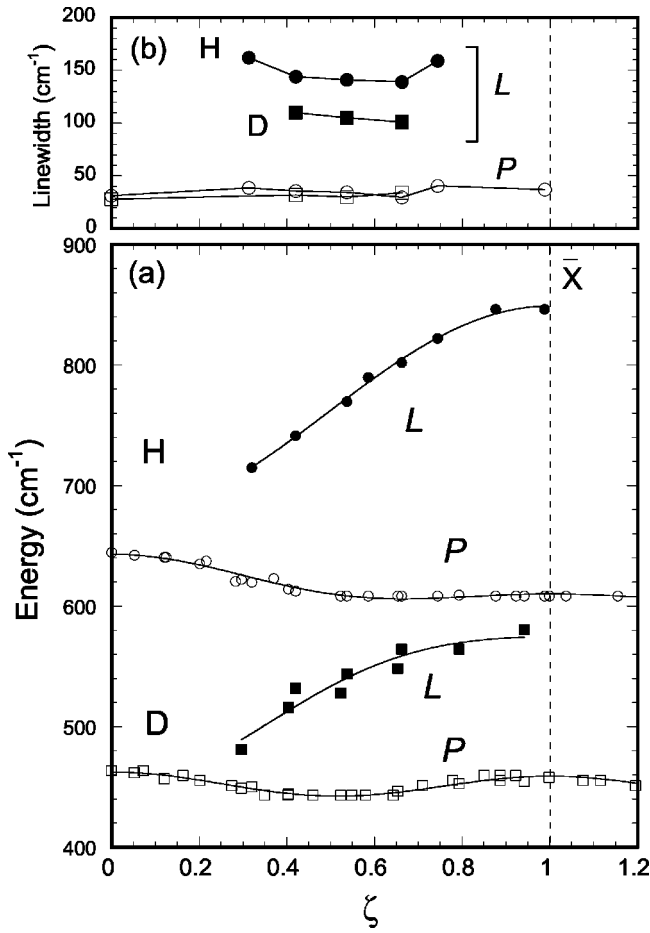 200
(b)
H
150
L
100
D
50
P
0
Linewidth (cm⁻¹)
900
(a)
X̄
800
L
H
700
P
600
L
D
500
P
400
Energy (cm⁻¹)
0 0.2 0.4 0.6 0.8 1 1.2
ζ